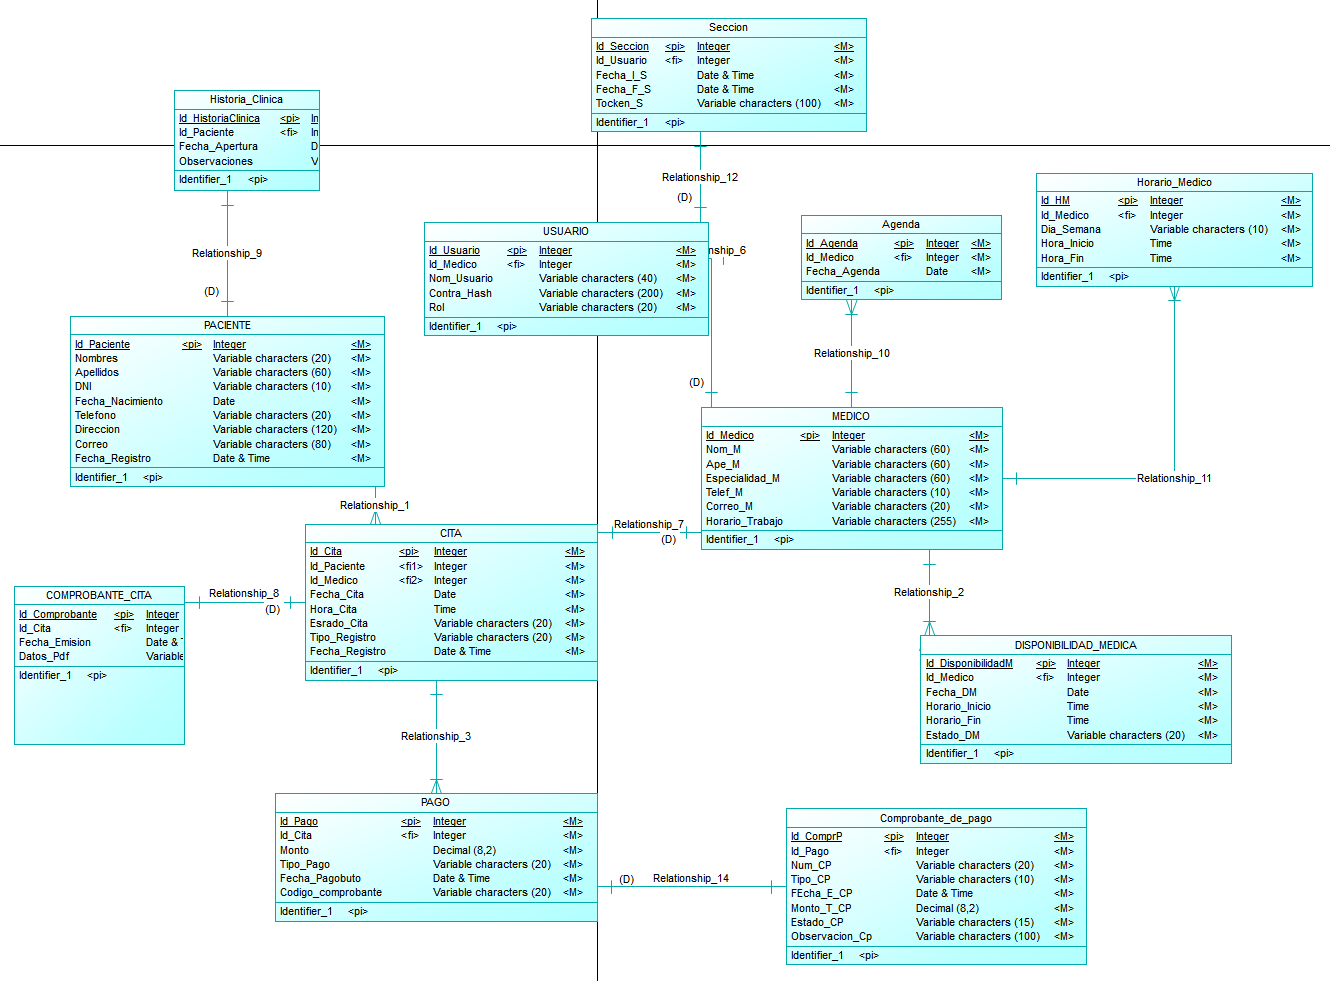 Seccion
Id_Seccion <pi> Integer <M>
Id_Usuario <fi> Integer <M>
Fecha_I_S Date & Time <M>
Fecha_F_S Date & Time <M>
Tocken_S Variable characters (100) <M>
Identifier_1 <pi>
Historia_Clinica
Id_HistoriaClinica <pi> In
Id_Paciente <fi> In
Fecha_Apertura D
Observaciones V
Identifier_1 <pi>
Relationship_12
(D)
Horario_Medico
Id_HM <pi> Integer <M>
Id_Medico <fi> Integer <M>
Dia_Semana Variable characters (10) <M>
Hora_Inicio Time <M>
Hora_Fin Time <M>
Identifier_1 <pi>
Relationship_9
(D)
USUARIO
Id_Usuario <pi> Integer <M>
Id_Medico <fi> Integer <M>
Nom_Usuario Variable characters (40) <M>
Contra_Hash Variable characters (200) <M>
Rol Variable characters (20) <M>
Identifier_1 <pi>
nship_6
(D)
Agenda
Id_Agenda <pi> Integer <M>
Id_Medico <fi> Integer <M>
Fecha_Agenda Date <M>
Identifier_1 <pi>
Relationship_10
PACIENTE
Id_Paciente <pi> Integer <M>
Nombres Variable characters (20) <M>
Apellidos Variable characters (60) <M>
DNI Variable characters (10) <M>
Fecha_Nacimiento Date <M>
Telefono Variable characters (20) <M>
Direccion Variable characters (120) <M>
Correo Variable characters (80) <M>
Fecha_Registro Date & Time <M>
Identifier_1 <pi>
MEDICO
Id_Medico <pi> Integer <M>
Nom_M Variable characters (60) <M>
Ape_M Variable characters (60) <M>
Especialidad_M Variable characters (60) <M>
Telef_M Variable characters (10) <M>
Correo_M Variable characters (20) <M>
Horario_Trabajo Variable characters (255) <M>
Identifier_1 <pi>
Relationship_11
Relationship_1
Relationship_7
(D)
CITA
Id_Cita <pi> Integer <M>
Id_Paciente <fi1> Integer <M>
Id_Medico <fi2> Integer <M>
Fecha_Cita Date <M>
Hora_Cita Time <M>
Esrado_Cita Variable characters (20) <M>
Tipo_Registro Variable characters (20) <M>
Fecha_Registro Date & Time <M>
Identifier_1 <pi>
Relationship_8
(D)
COMPROBANTE_CITA
Id_Comprobante <pi> Integer
Id_Cita <fi> Integer
Fecha_Emision Date &
Datos_Pdf Variable
Identifier_1 <pi>
Relationship_2
DISPONIBILIDAD_MEDICA
Id_DisponibilidadM <pi> Integer <M>
Id_Medico <fi> Integer <M>
Fecha_DM Date <M>
Horario_Inicio Time <M>
Horario_Fin Time <M>
Estado_DM Variable characters (20) <M>
Identifier_1 <pi>
Relationship_3
PAGO
Id_Pago <pi> Integer <M>
Id_Cita <fi> Integer <M>
Monto Decimal (8,2) <M>
Tipo_Pago Variable characters (20) <M>
Fecha_Pagobuto Date & Time <M>
Codigo_comprobante Variable characters (20) <M>
Identifier_1 <pi>
(D)
Relationship_14
Comprobante_de_pago
Id_ComprP <pi> Integer <M>
Id_Pago <fi> Integer <M>
Num_CP Variable characters (20) <M>
Tipo_CP Variable characters (10) <M>
FEcha_E_CP Date & Time <M>
Monto_T_CP Decimal (8,2) <M>
Estado_CP Variable characters (15) <M>
Observacion_Cp Variable characters (100) <M>
Identifier_1 <pi>